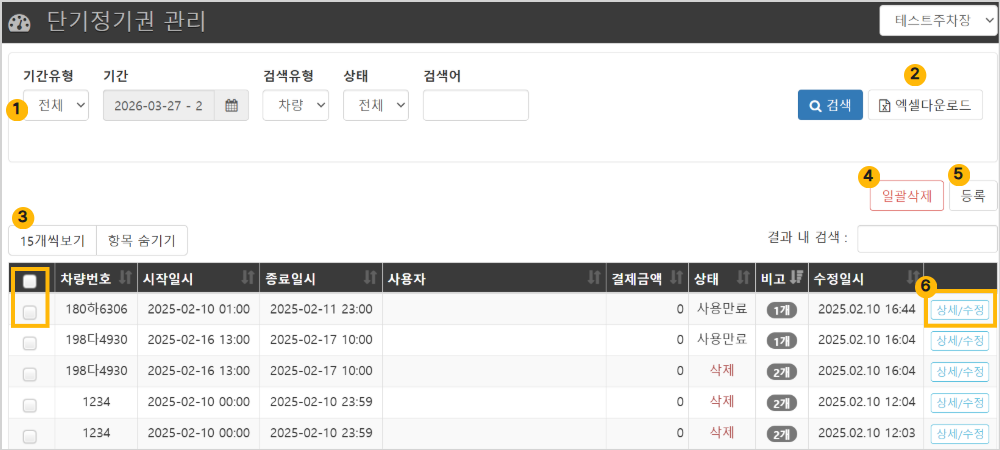 단기정기권 관리
테스트주차장
기간유형 기간 검색유형 상태 검색어
2
1 전체 2026-03-27 - 2 차량 전체 검색 엑셀다운로드
4 5
일괄삭제 등록
3
15개씩보기 항목 숨기기 결과 내 검색 :
차량번호 시작일시 종료일시 사용자 결제금액 상태 비고 수정일시
6
180하6306 2025-02-10 01:00 2025-02-11 23:00 0 사용만료 1개 2025.02.10 16:44 상세/수정
198다4930 2025-02-16 13:00 2025-02-17 10:00 0 사용만료 1개 2025.02.10 16:04 상세/수정
198다4930 2025-02-16 13:00 2025-02-17 10:00 0 삭제 2개 2025.02.10 16:04 상세/수정
1234 2025-02-10 00:00 2025-02-10 23:59 0 삭제 2개 2025.02.10 12:04 상세/수정
1234 2025-02-10 00:00 2025-02-10 23:59 0 삭제 2개 2025.02.10 12:03 상세/수정